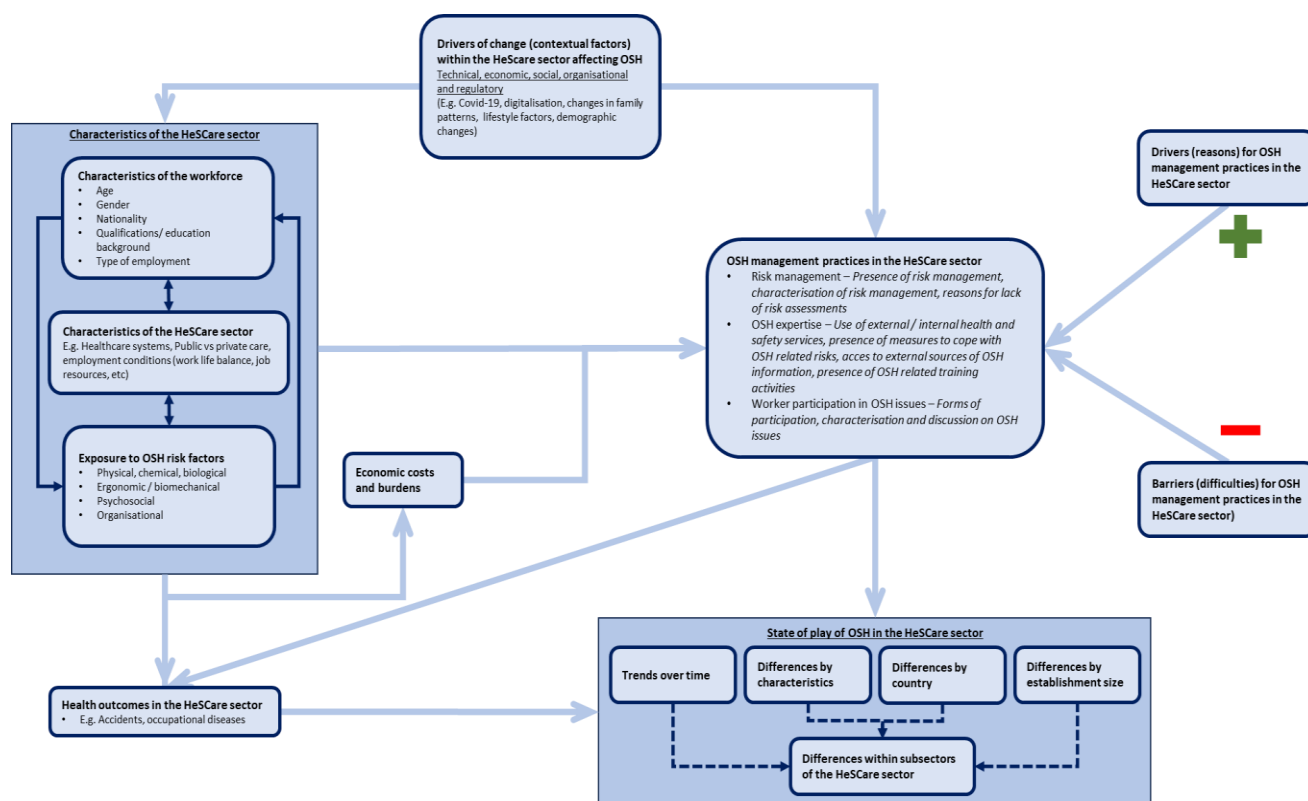 Drivers of change (contextual factors)
within the HeScare sector affecting OSH
Technical, economic, social, organisational
and regulatory
(E.g. Covid-19, digitalisation, changes in family
patterns, lifestyle factors, demographic
changes)
Characteristics of the HeSCare sector
Characteristics of the workforce
• Age
• Gender
• Nationality
• Qualifications/ education
background
• Type of employment
Characteristics of the HeSCare sector
E.g. Healthcare systems, Public vs private care,
employment conditions (work life balance, job
resources, etc)
Exposure to OSH risk factors
• Physical, chemical, biological
• Ergonomic / biomechanical
• Psychosocial
• Organisational
Economic costs
and burdens
OSH management practices in the HeSCare sector
• Risk management – Presence of risk management,
characterisation of risk management, reasons for lack
of risk assessments
• OSH expertise – Use of external / internal health and
safety services, presence of measures to cope with
OSH related risks, acces to external sources of OSH
information, presence of OSH related training
activities
• Worker participation in OSH issues – Forms of
participation, characterisation and discussion on OSH
issues
Drivers (reasons) for OSH
management practices in the
HeSCare sector
Barriers (difficulties) for OSH
management practices in the
HeSCare sector)
Health outcomes in the HeSCare sector
• E.g. Accidents, occupational diseases
State of play of OSH in the HeSCare sector
Trends over time
Differences by
characteristics
Differences by
country
Differences by
establishment size
Differences within subsectors
of the HeSCare sector